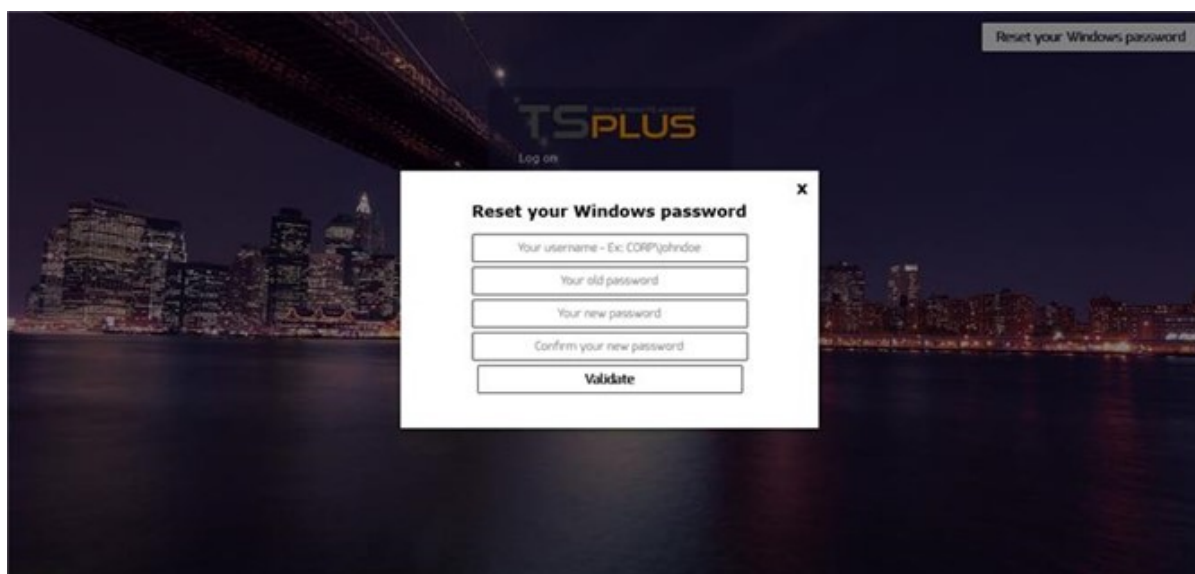 Reset your Windows password
TSPLUS
Log on
x
Reset your Windows password
Your username - Ex: CORP\johndoe
Your old password
Your new password
Confirm your new password
Validate